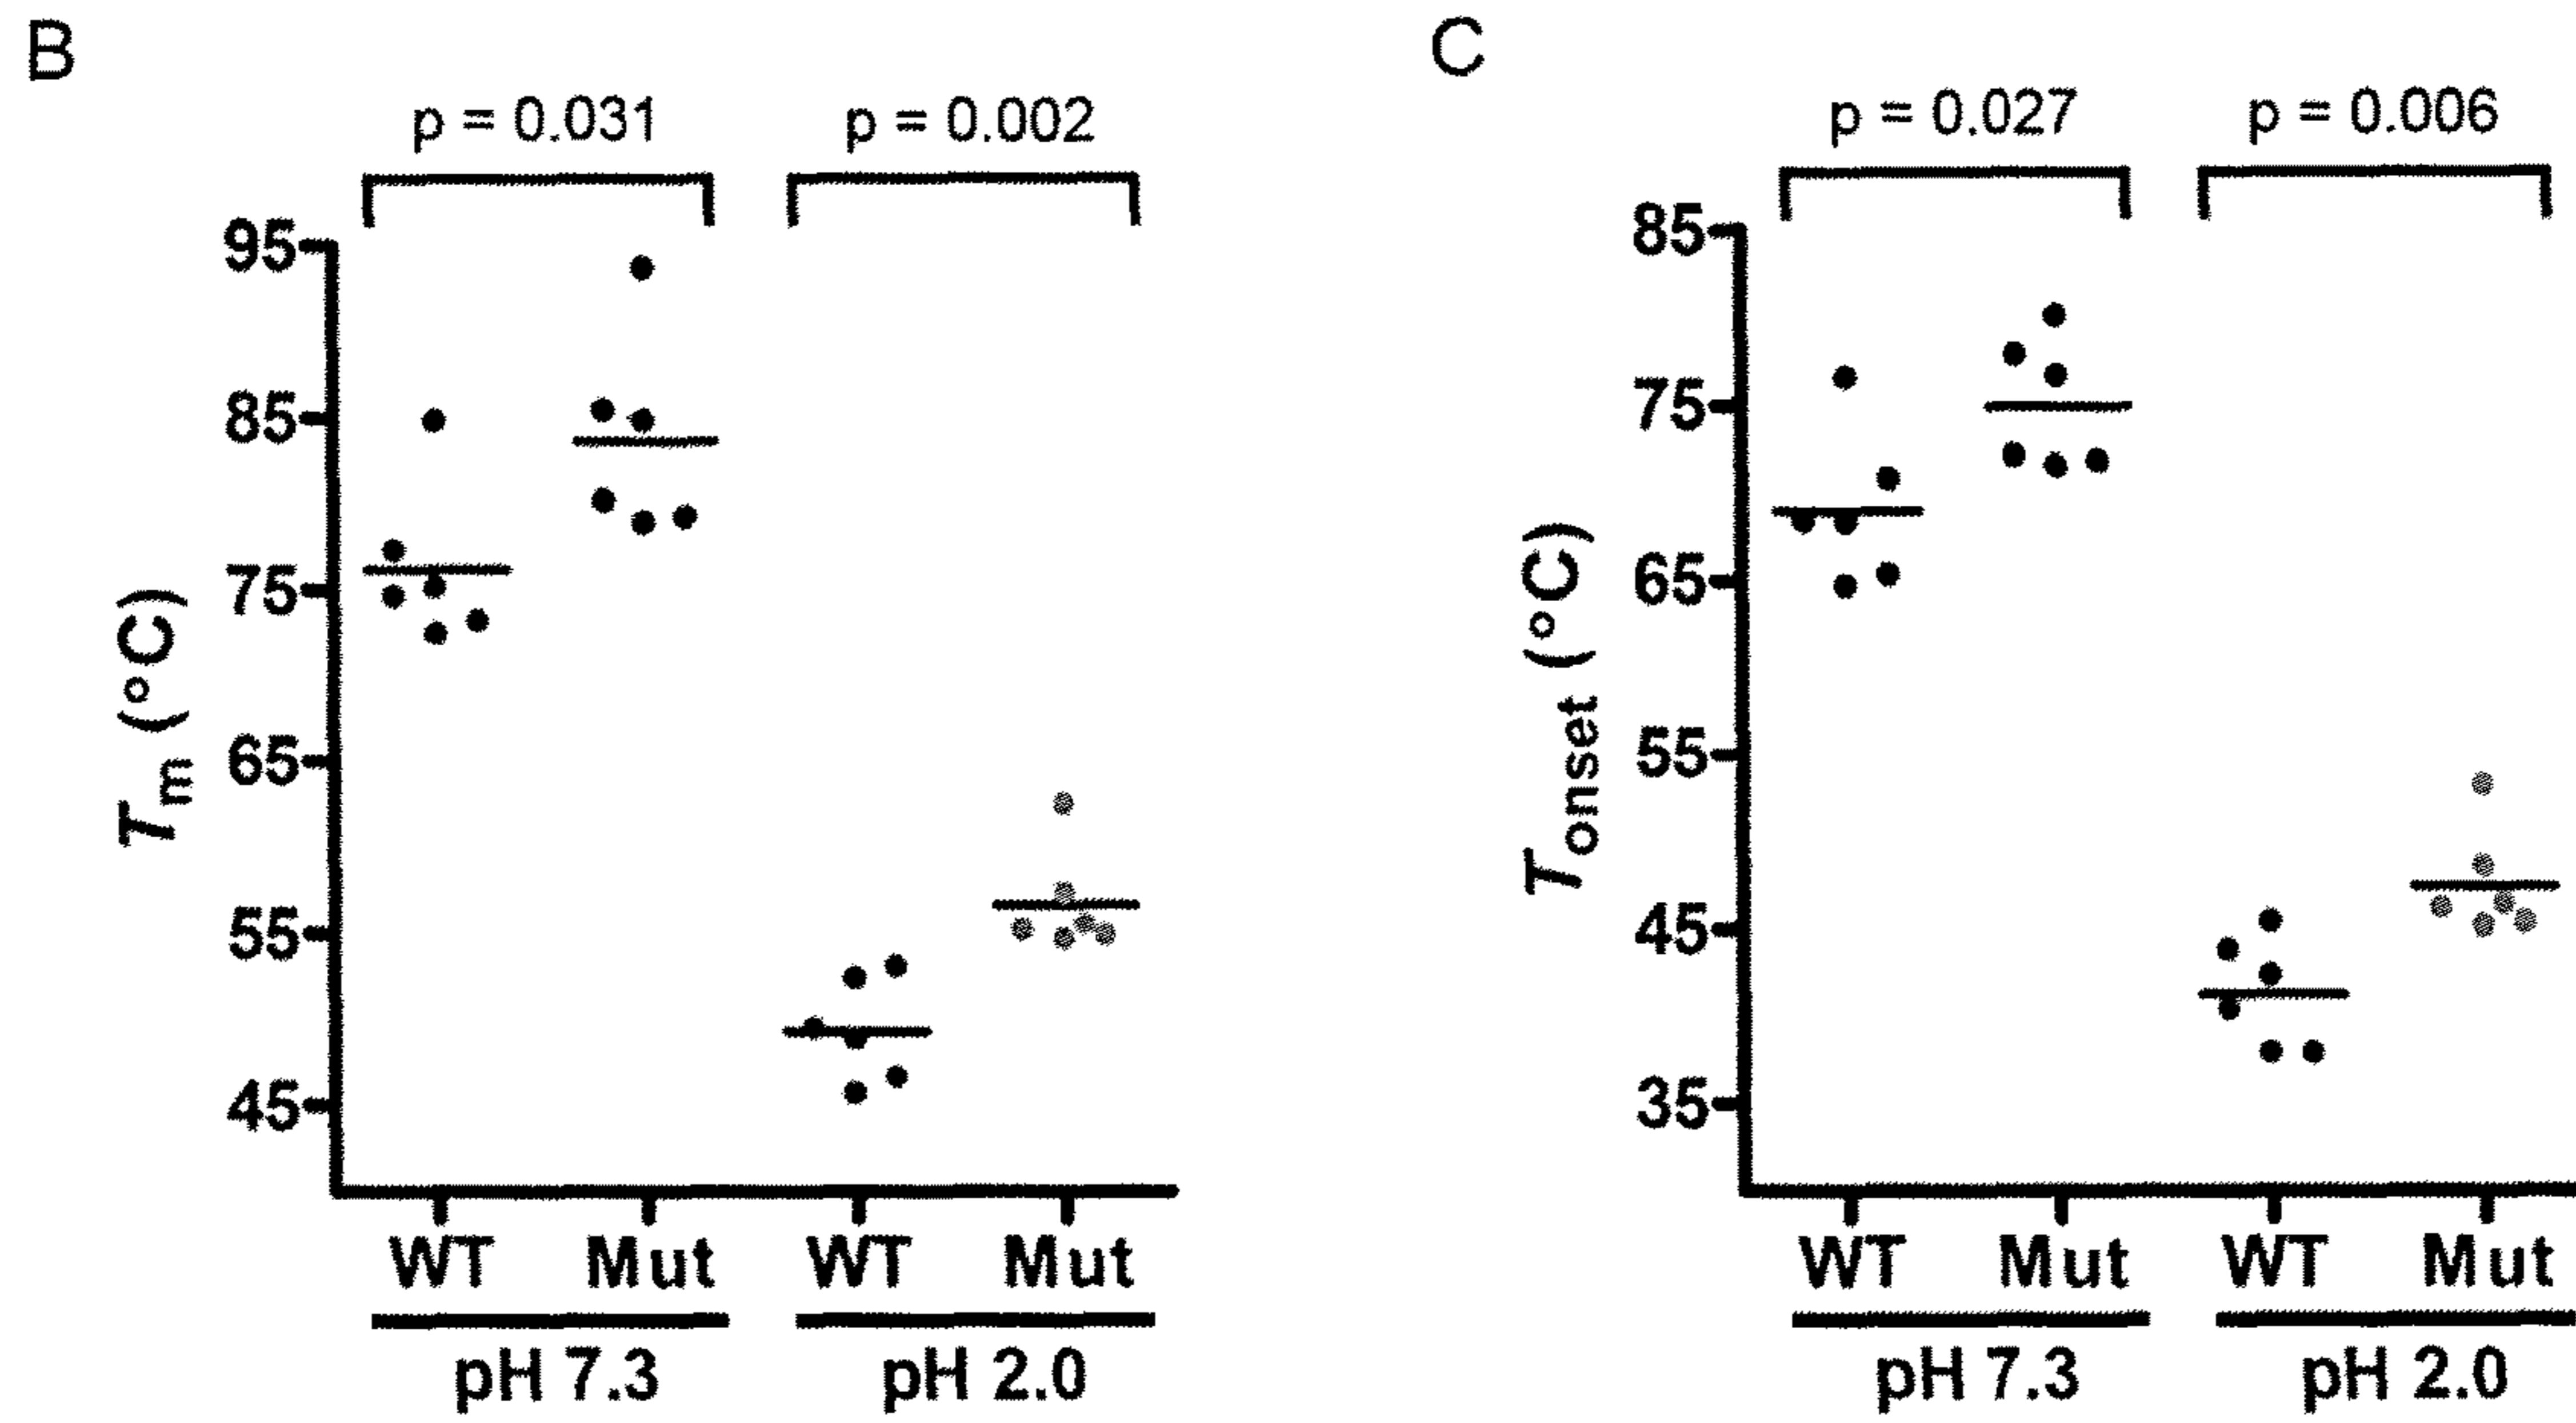 B
p = 0.031 p = 0.002
95
85
75
65
55
45
Tm (°C)
WT Mut WT Mut
pH 7.3 pH 2.0
C
p = 0.027 p = 0.006
85
75
65
55
45
35
Tonset (°C)
WT Mut WT Mut
pH 7.3 pH 2.0